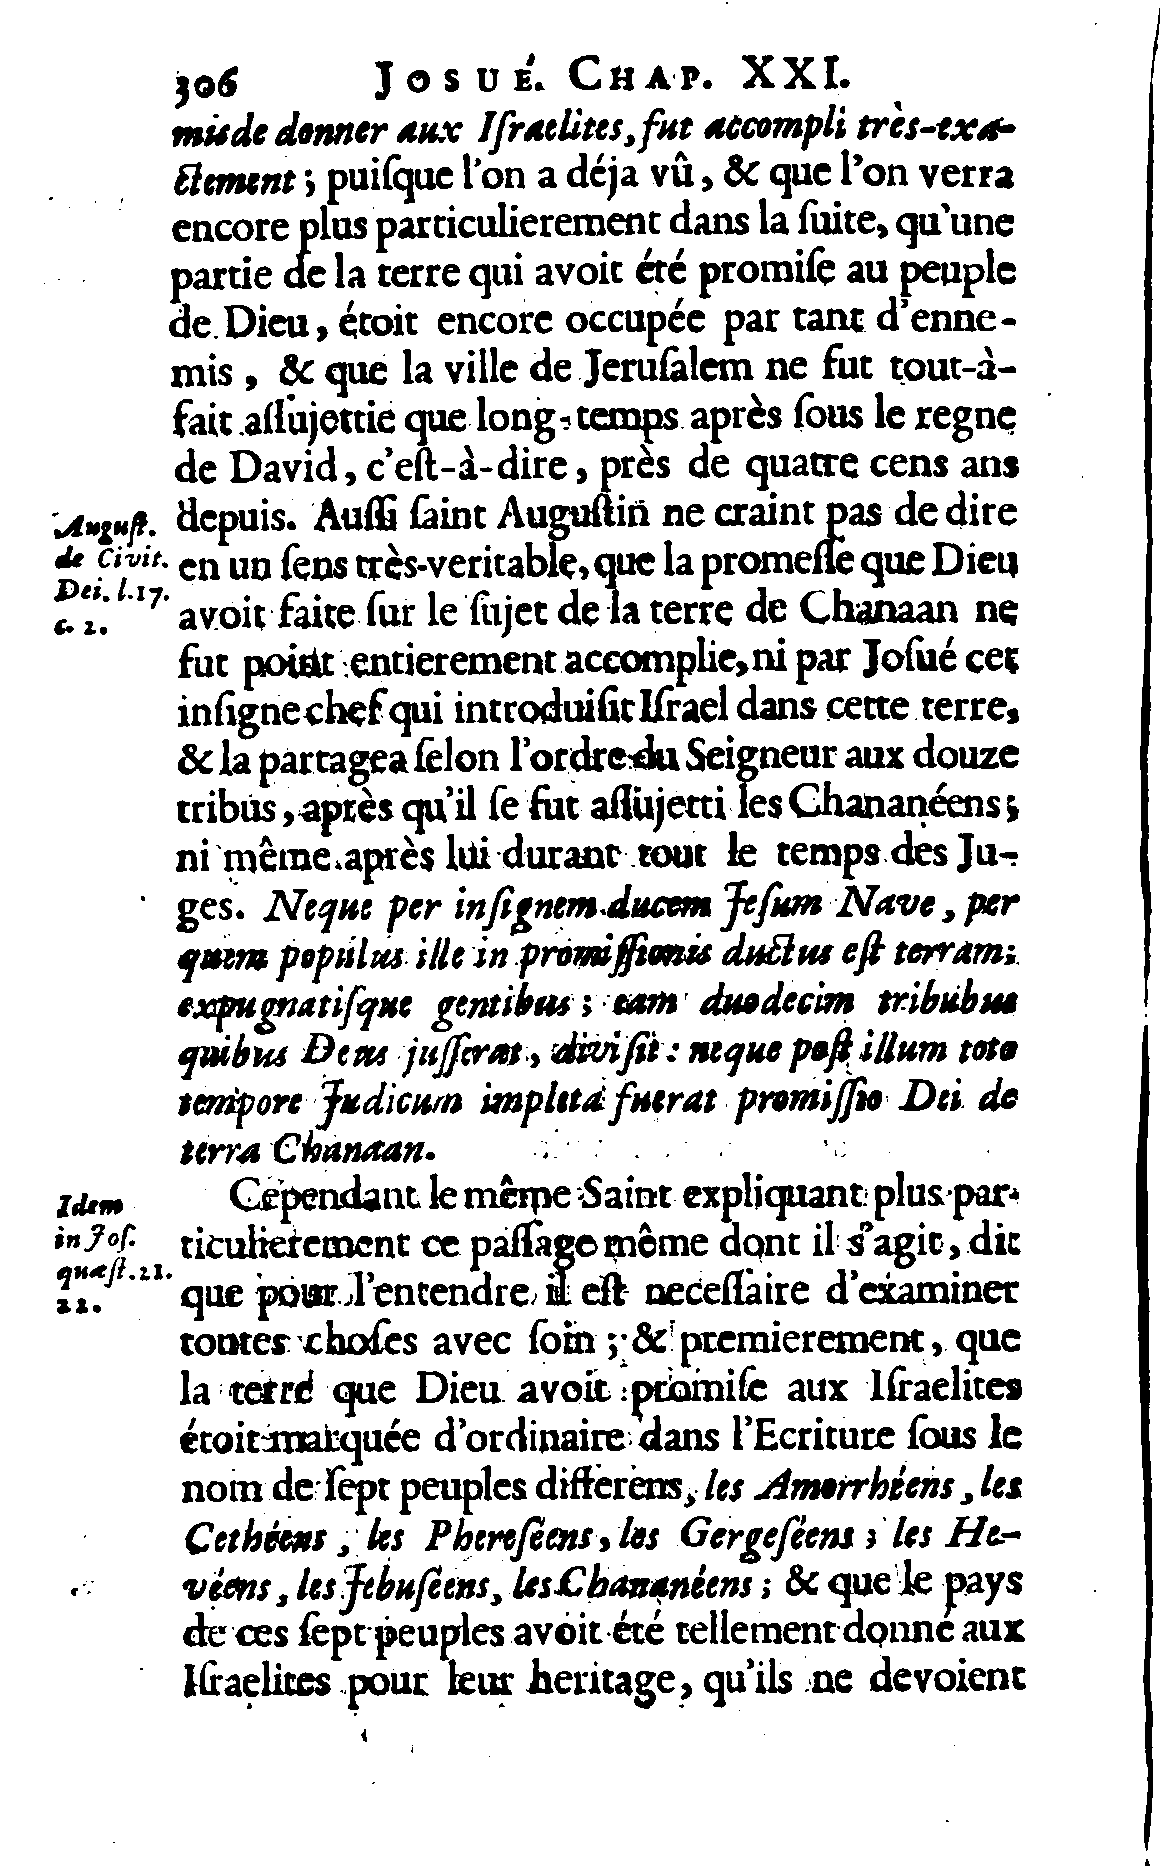 306 JOSUÉ. CHAP. XXI.
mis de donner aux Iſraelites, fut accompli très-exa-
ctement ; puiſque l'on a déja vû, & que l'on verra
encore plus particulierement dans la ſuite, qu'une
partie de la terre qui avoit été promiſe au peuple
de Dieu, étoit encore occupée par tant d'enne-
mis, & que la ville de Jeruſalem ne fut tout-à-
fait aſſujettie que long-temps après ſous le regne
de David, c'eſt-à-dire, près de quatre cens ans
depuis. Auſſi ſaint Auguſtin ne craint pas de dire
en un ſens très-veritable, que la promeſſe que Dieu
avoit faite ſur le ſujet de la terre de Chanaan ne
fut point entierement accomplie, ni par Joſué cet
inſigne chef qui introduiſit Iſrael dans cette terre,
& la partagea ſelon l'ordre du Seigneur aux douze
tribus, après qu'il ſe fut aſſujetti les Chananéens ;
ni même après lui durant tout le temps des Ju-
ges. Neque per inſignem ducem Jeſum Nave, per
quem populus ille in promiſſionis ductus eſt terram ;
expugnatiſque gentibus ; eam duodecim tribubus
quibus Deus juſſerat, diviſit : neque poſt illum toto
tempore Judicum impleta fuerat promiſſio Dei de
terra Chanaan.
Cependant le même Saint expliquant plus par-
ticulierement ce paſſage même dont il s'agit, dit
que pour l'entendre il eſt neceſſaire d'examiner
toutes choſes avec ſoin ; & premierement, que
la terre que Dieu avoit promiſe aux Iſraelites
étoit marquée d'ordinaire dans l'Ecriture ſous le
nom de ſept peuples differens, les Amorrhéens, les
Cethéens, les Phereſéens, les Gergeſéens ; les He-
véens, les Jebuſéens, les Chananéens ; & que le pays
de ces ſept peuples avoit été tellement donné aux
Iſraelites pour leur heritage, qu'ils ne devoient
Auguſt.
de Civit.
Dei. l. 17.
c. 2.
Idem
in Joſ.
quæſt. 21.
22.